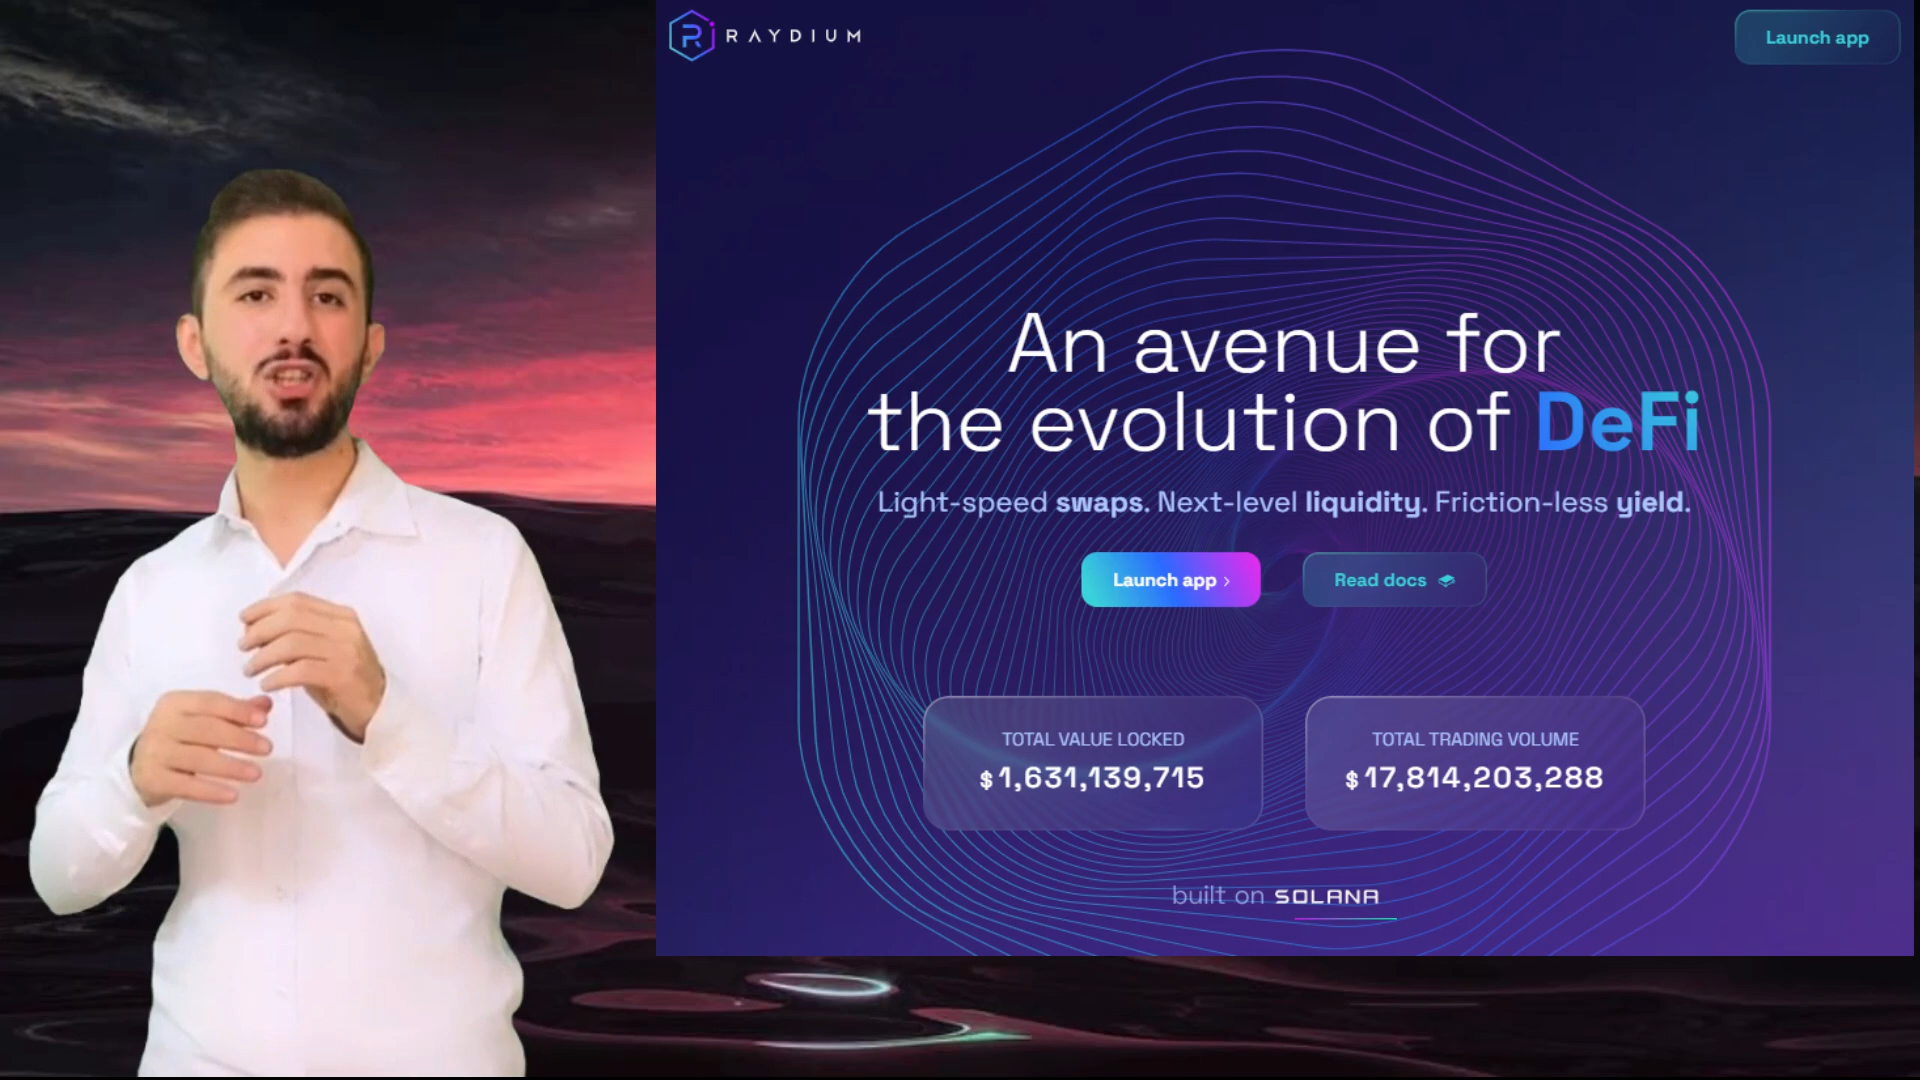 RAYDIUM
Launch app
An avenue for
the evolution of DeFi
Light-speed swaps. Next-level liquidity. Friction-less yield.
Launch app ›
Read docs
TOTAL VALUE LOCKED
$1,631,139,715
TOTAL TRADING VOLUME
$17,814,203,288
built on SOLANA